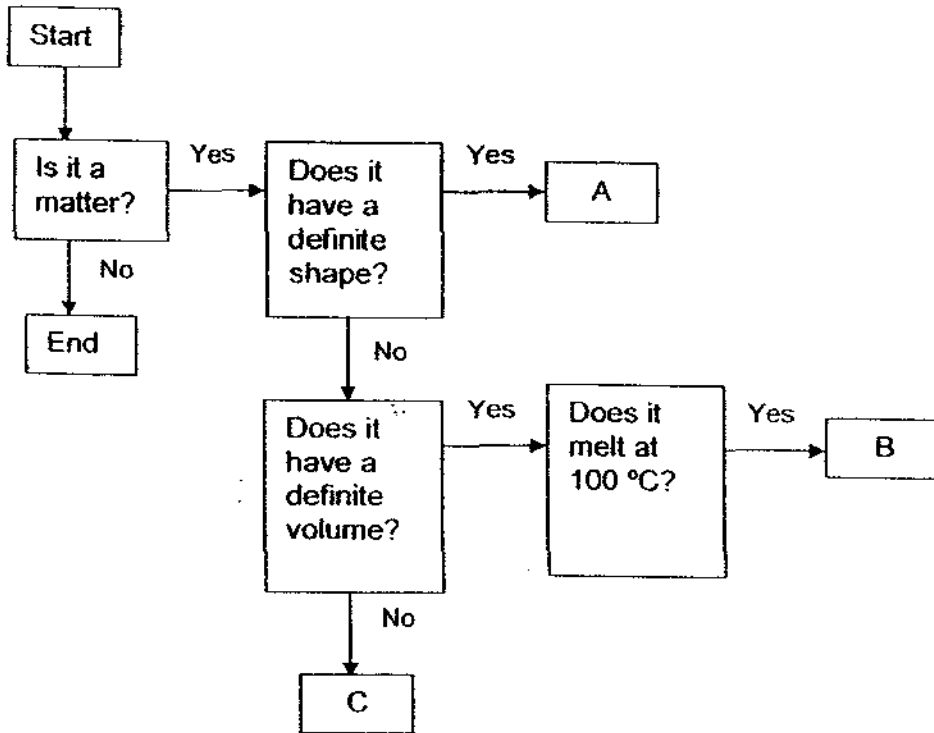 Start
Is it a
matter?
Yes
Does it
have a
definite
shape?
Yes
A
No
End
No
Does it
have a
definite
volume?
Yes
Does it
melt at
100 ºC?
Yes
B
No
C